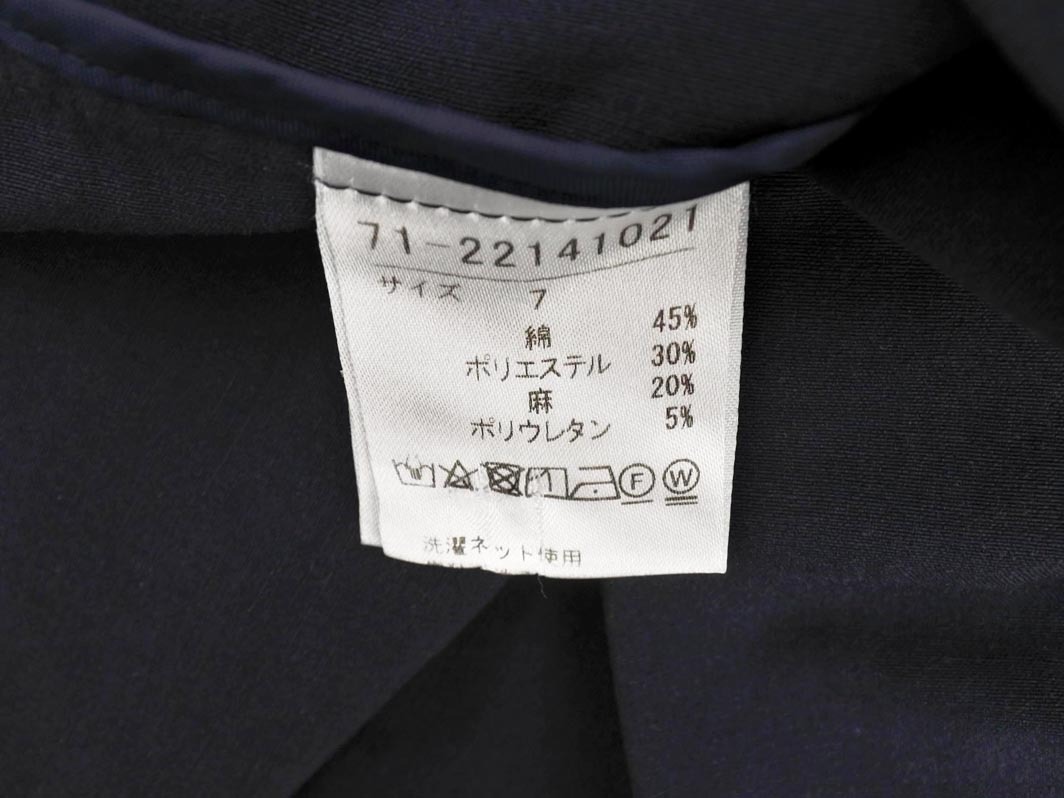 71-22141021
サイズ 7
綿 45%
ポリエステル 30%
麻 20%
ポリウレタン 5%
F W
洗濯ネット使用